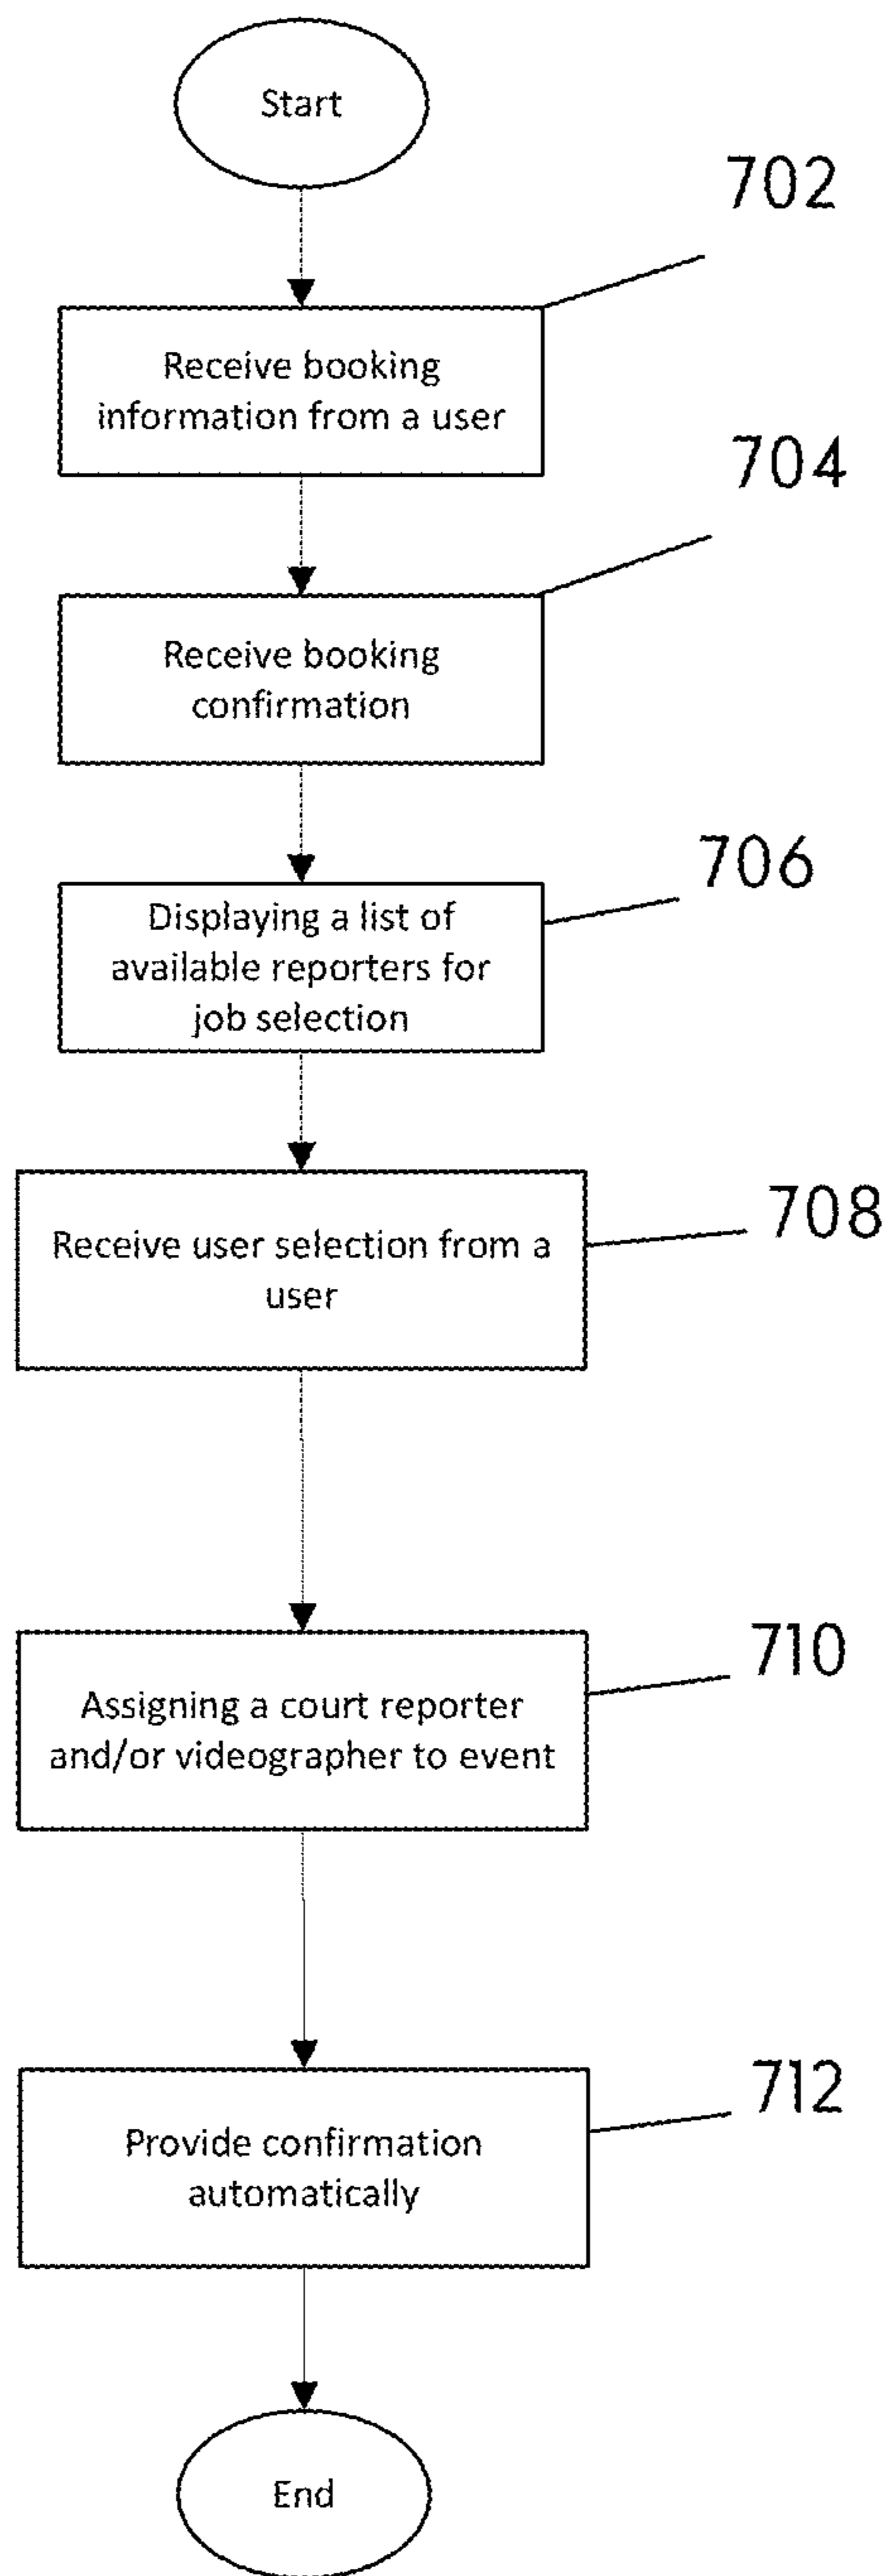 Start
702
Receive booking
information from a user
704
Receive booking
confirmation
706
Displaying a list of
available reporters for
job selection
708
Receive user selection from a
user
710
Assigning a court reporter
and/or videographer to event
712
Provide confirmation
automatically
End